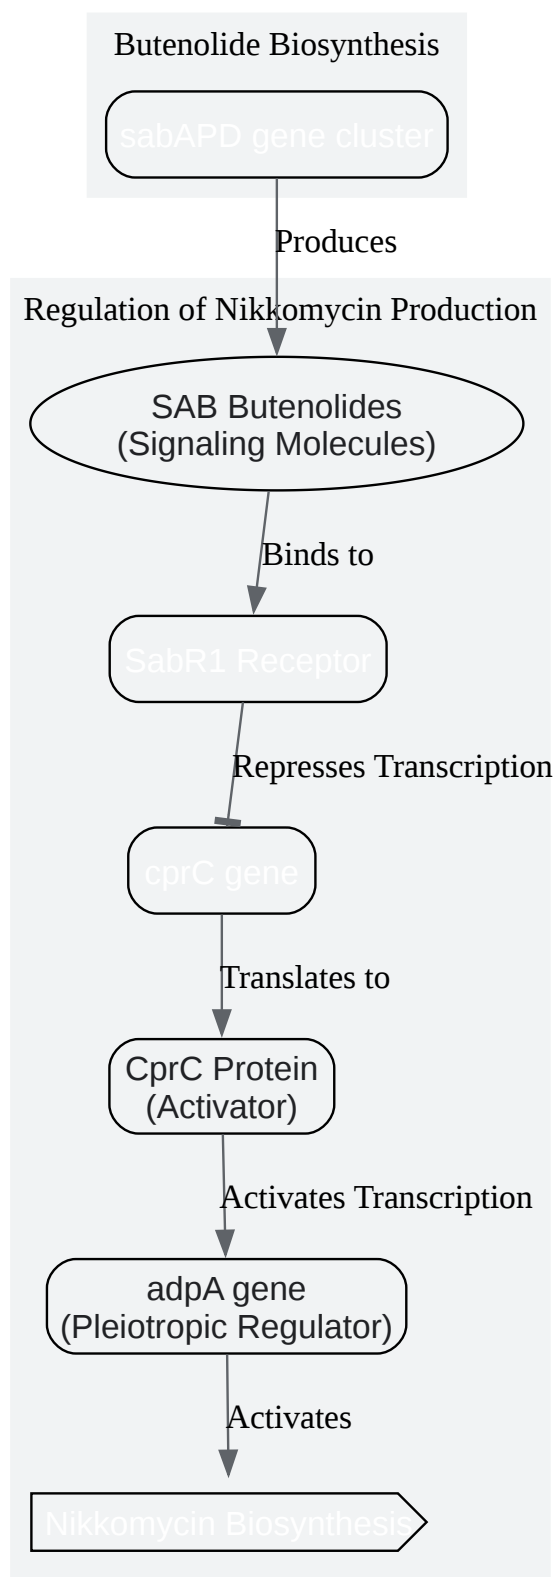 Butenolide Biosynthesis
sabAPD gene cluster
Produces
Regulation of Nikkomycin Production
SAB Butenolides
(Signaling Molecules)
Binds to
SabR1 Receptor
Represses Transcription
cprC gene
Translates to
CprC Protein
(Activator)
Activates Transcription
adpA gene
(Pleiotropic Regulator)
Activates
Nikkomycin Biosynthesis